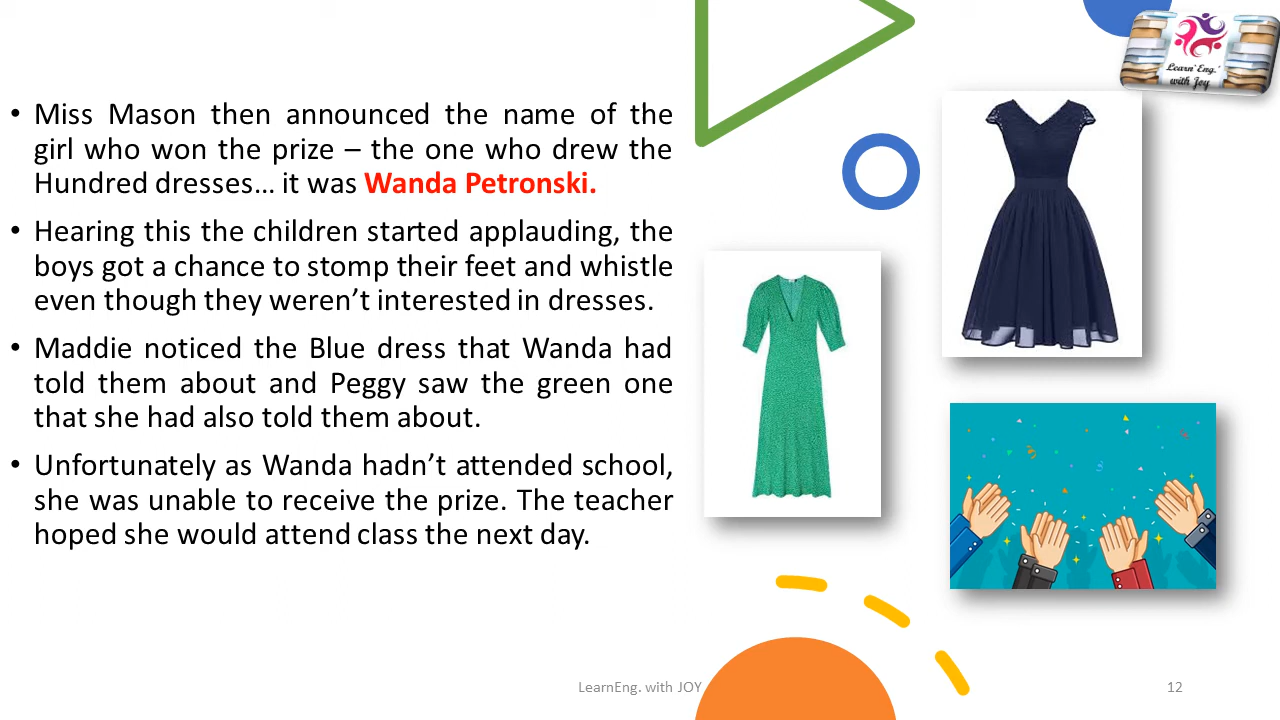 • Miss Mason then announced the name of the
girl who won the prize – the one who drew the
Hundred dresses... it was Wanda Petronski.
• Hearing this the children started applauding, the
boys got a chance to stomp their feet and whistle
even though they weren't interested in dresses.
• Maddie noticed the Blue dress that Wanda had
told them about and Peggy saw the green one
that she had also told them about.
• Unfortunately as Wanda hadn't attended school,
she was unable to receive the prize. The teacher
hoped she would attend class the next day.
Learn' Eng.'
with Joy
LearnEng. with JOY
12